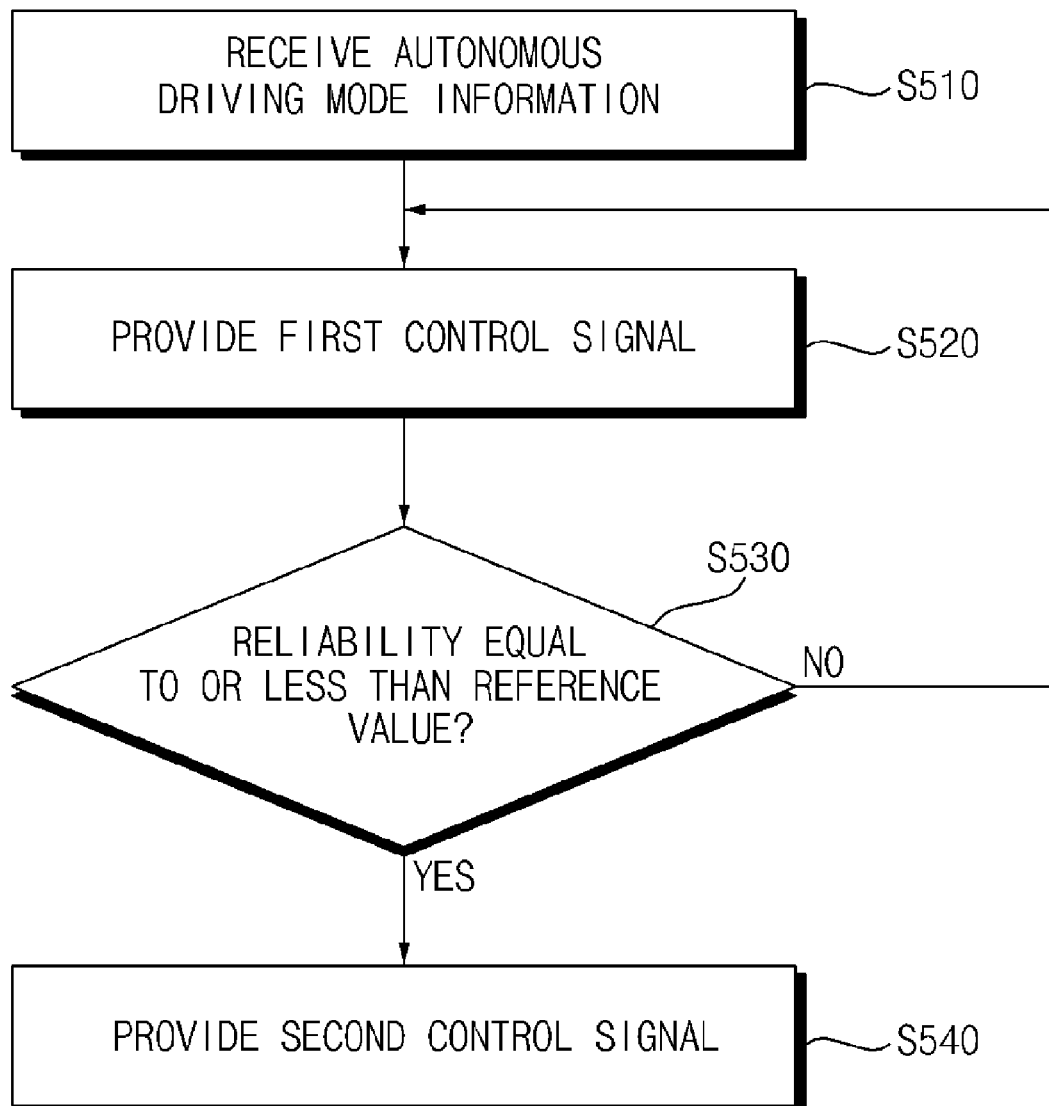 RECEIVE AUTONOMOUS
DRIVING MODE INFORMATION
S510
PROVIDE FIRST CONTROL SIGNAL
S520
S530
RELIABILITY EQUAL
TO OR LESS THAN REFERENCE
VALUE?
NO
YES
PROVIDE SECOND CONTROL SIGNAL
S540